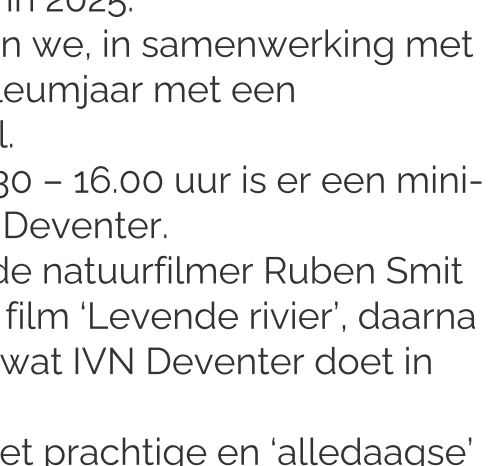 in 2025.
n we, in samenwerking met
leumjaar met een
l.
30 – 16.00 uur is er een mini-
Deventer.
de natuurfilmer Ruben Smit
film ‘Levende rivier’, daarna
wat IVN Deventer doet in
et prachtige en ‘alledaagse’